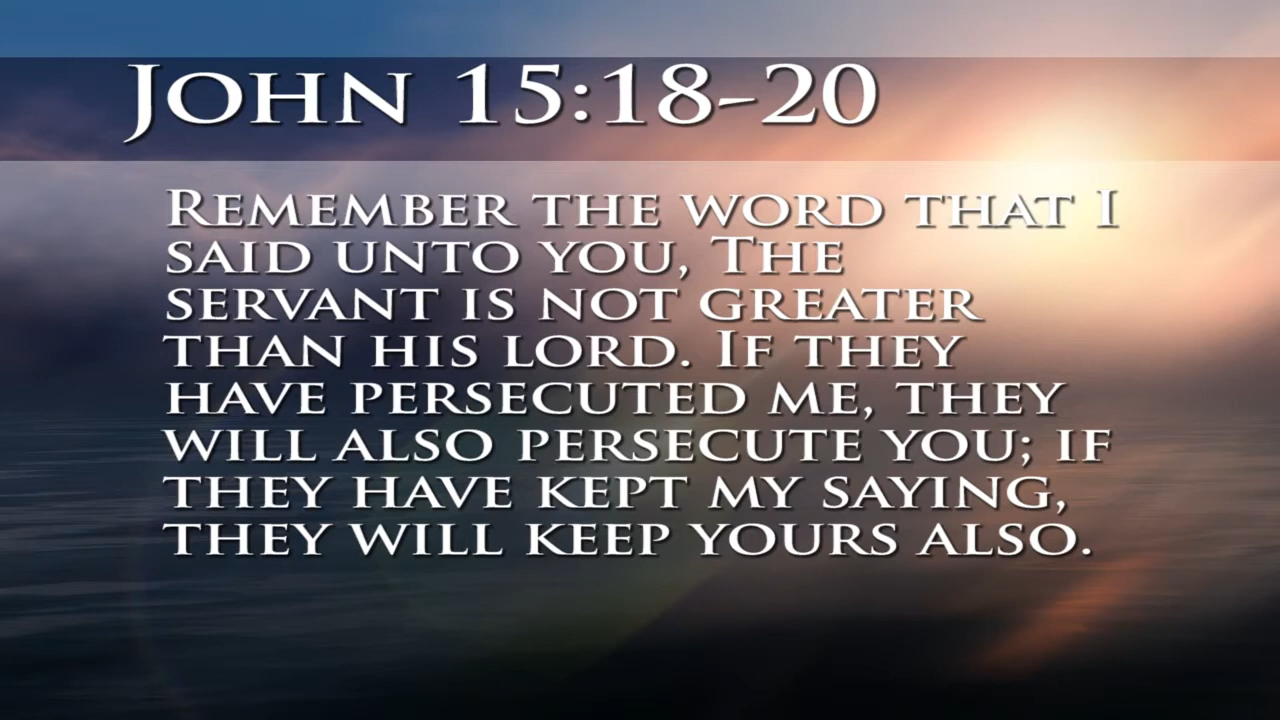 John 15:18-20
Remember the word that I
said unto you, The
servant is not greater
than his lord. If they
have persecuted me, they
will also persecute you; if
they have kept my saying,
they will keep yours also.